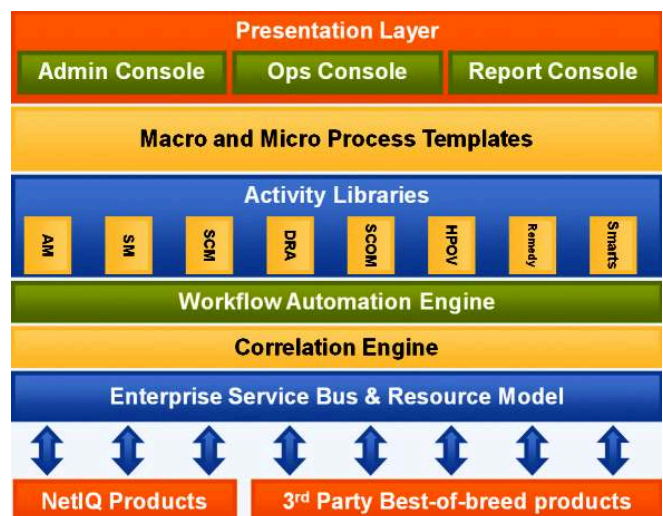 Presentation Layer
Admin Console Ops Console Report Console
Macro and Micro Process Templates
Activity Libraries
AM SM SCM DRA SCOM HPOV Remedy Smarts
Workflow Automation Engine
Correlation Engine
Enterprise Service Bus & Resource Model
NetIQ Products 3rd Party Best-of-breed products